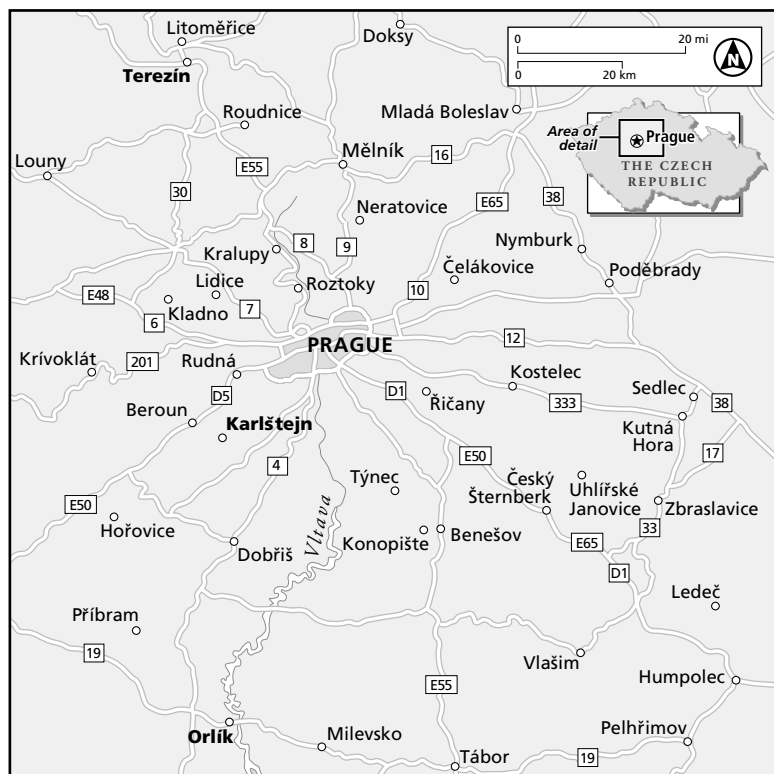 Litoměřice
Doksy
0 20 mi
0 20 km
N
Terezín
Roudnice
Mladá Boleslav
Area of
detail
Prague
THE CZECH
REPUBLIC
Louny
E55
Mělník
16
30
E65
38
Neratovice
Kralupy
8
9
Nymburk
Lidice
Roztoky
Čelákovice
Poděbrady
E48
Kladno
7
10
6
PRAGUE
12
Krívoklát
201
Rudná
D5
D1
Kostelec
Sedlec
Říčany
333
38
Beroun
Karlštejn
Kutná
Hora
17
4
E50
Týnec
Český
Šternberk
Uhlířské
Janovice
Zbraslavice
E50
Hořovice
Vltava
Konopiště
Benešov
33
Dobřiš
E65
D1
Ledeč
Příbram
19
Vlašim
Humpolec
E55
Orlík
Milevsko
Pelhřimov
Tábor
19